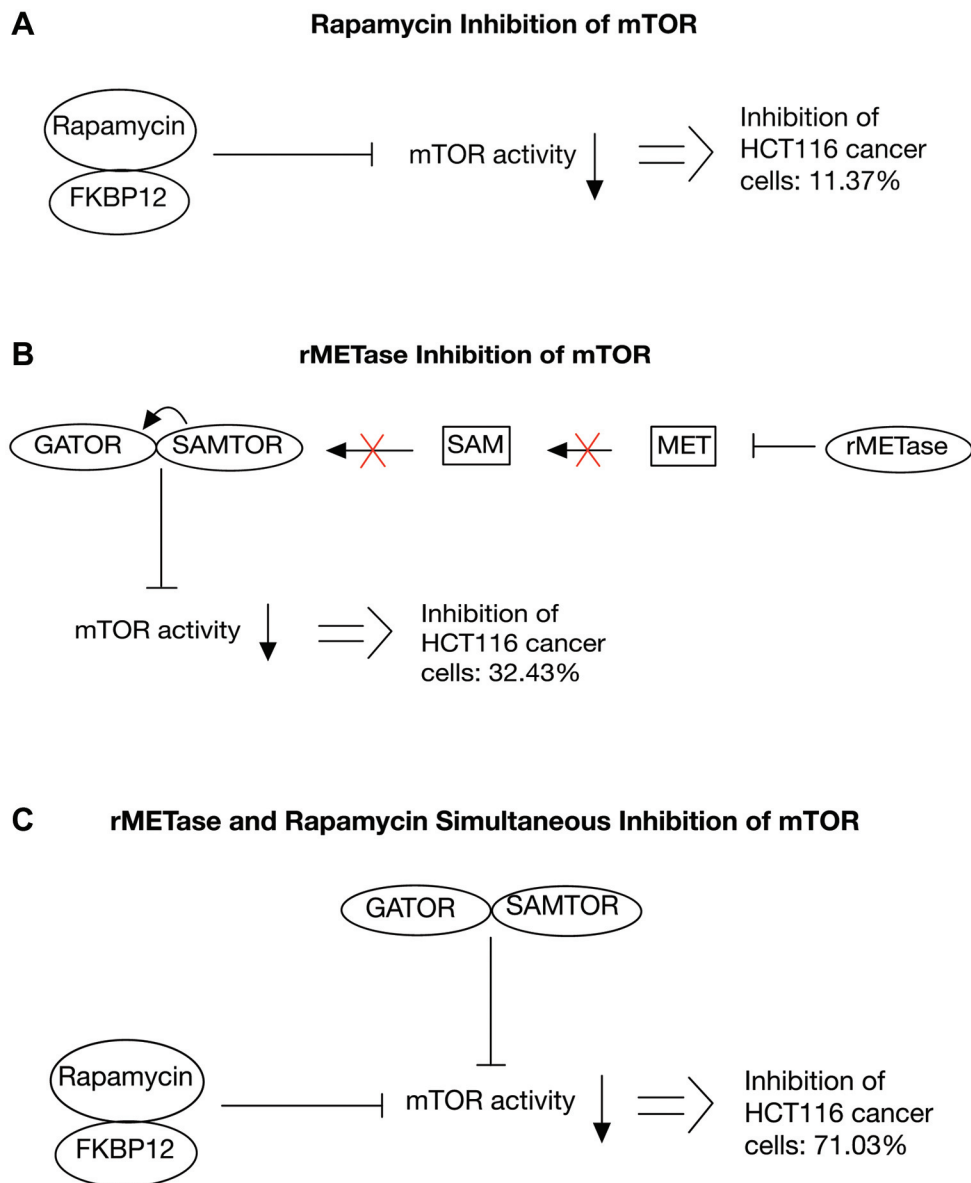 A
Rapamycin Inhibition of mTOR
Rapamycin
FKBP12
mTOR activity
Inhibition of
HCT116 cancer
cells: 11.37%
B
rMETase Inhibition of mTOR
GATOR
SAMTOR
SAM
MET
rMETase
mTOR activity
Inhibition of
HCT116 cancer
cells: 32.43%
C
rMETase and Rapamycin Simultaneous Inhibition of mTOR
GATOR
SAMTOR
Rapamycin
FKBP12
mTOR activity
Inhibition of
HCT116 cancer
cells: 71.03%